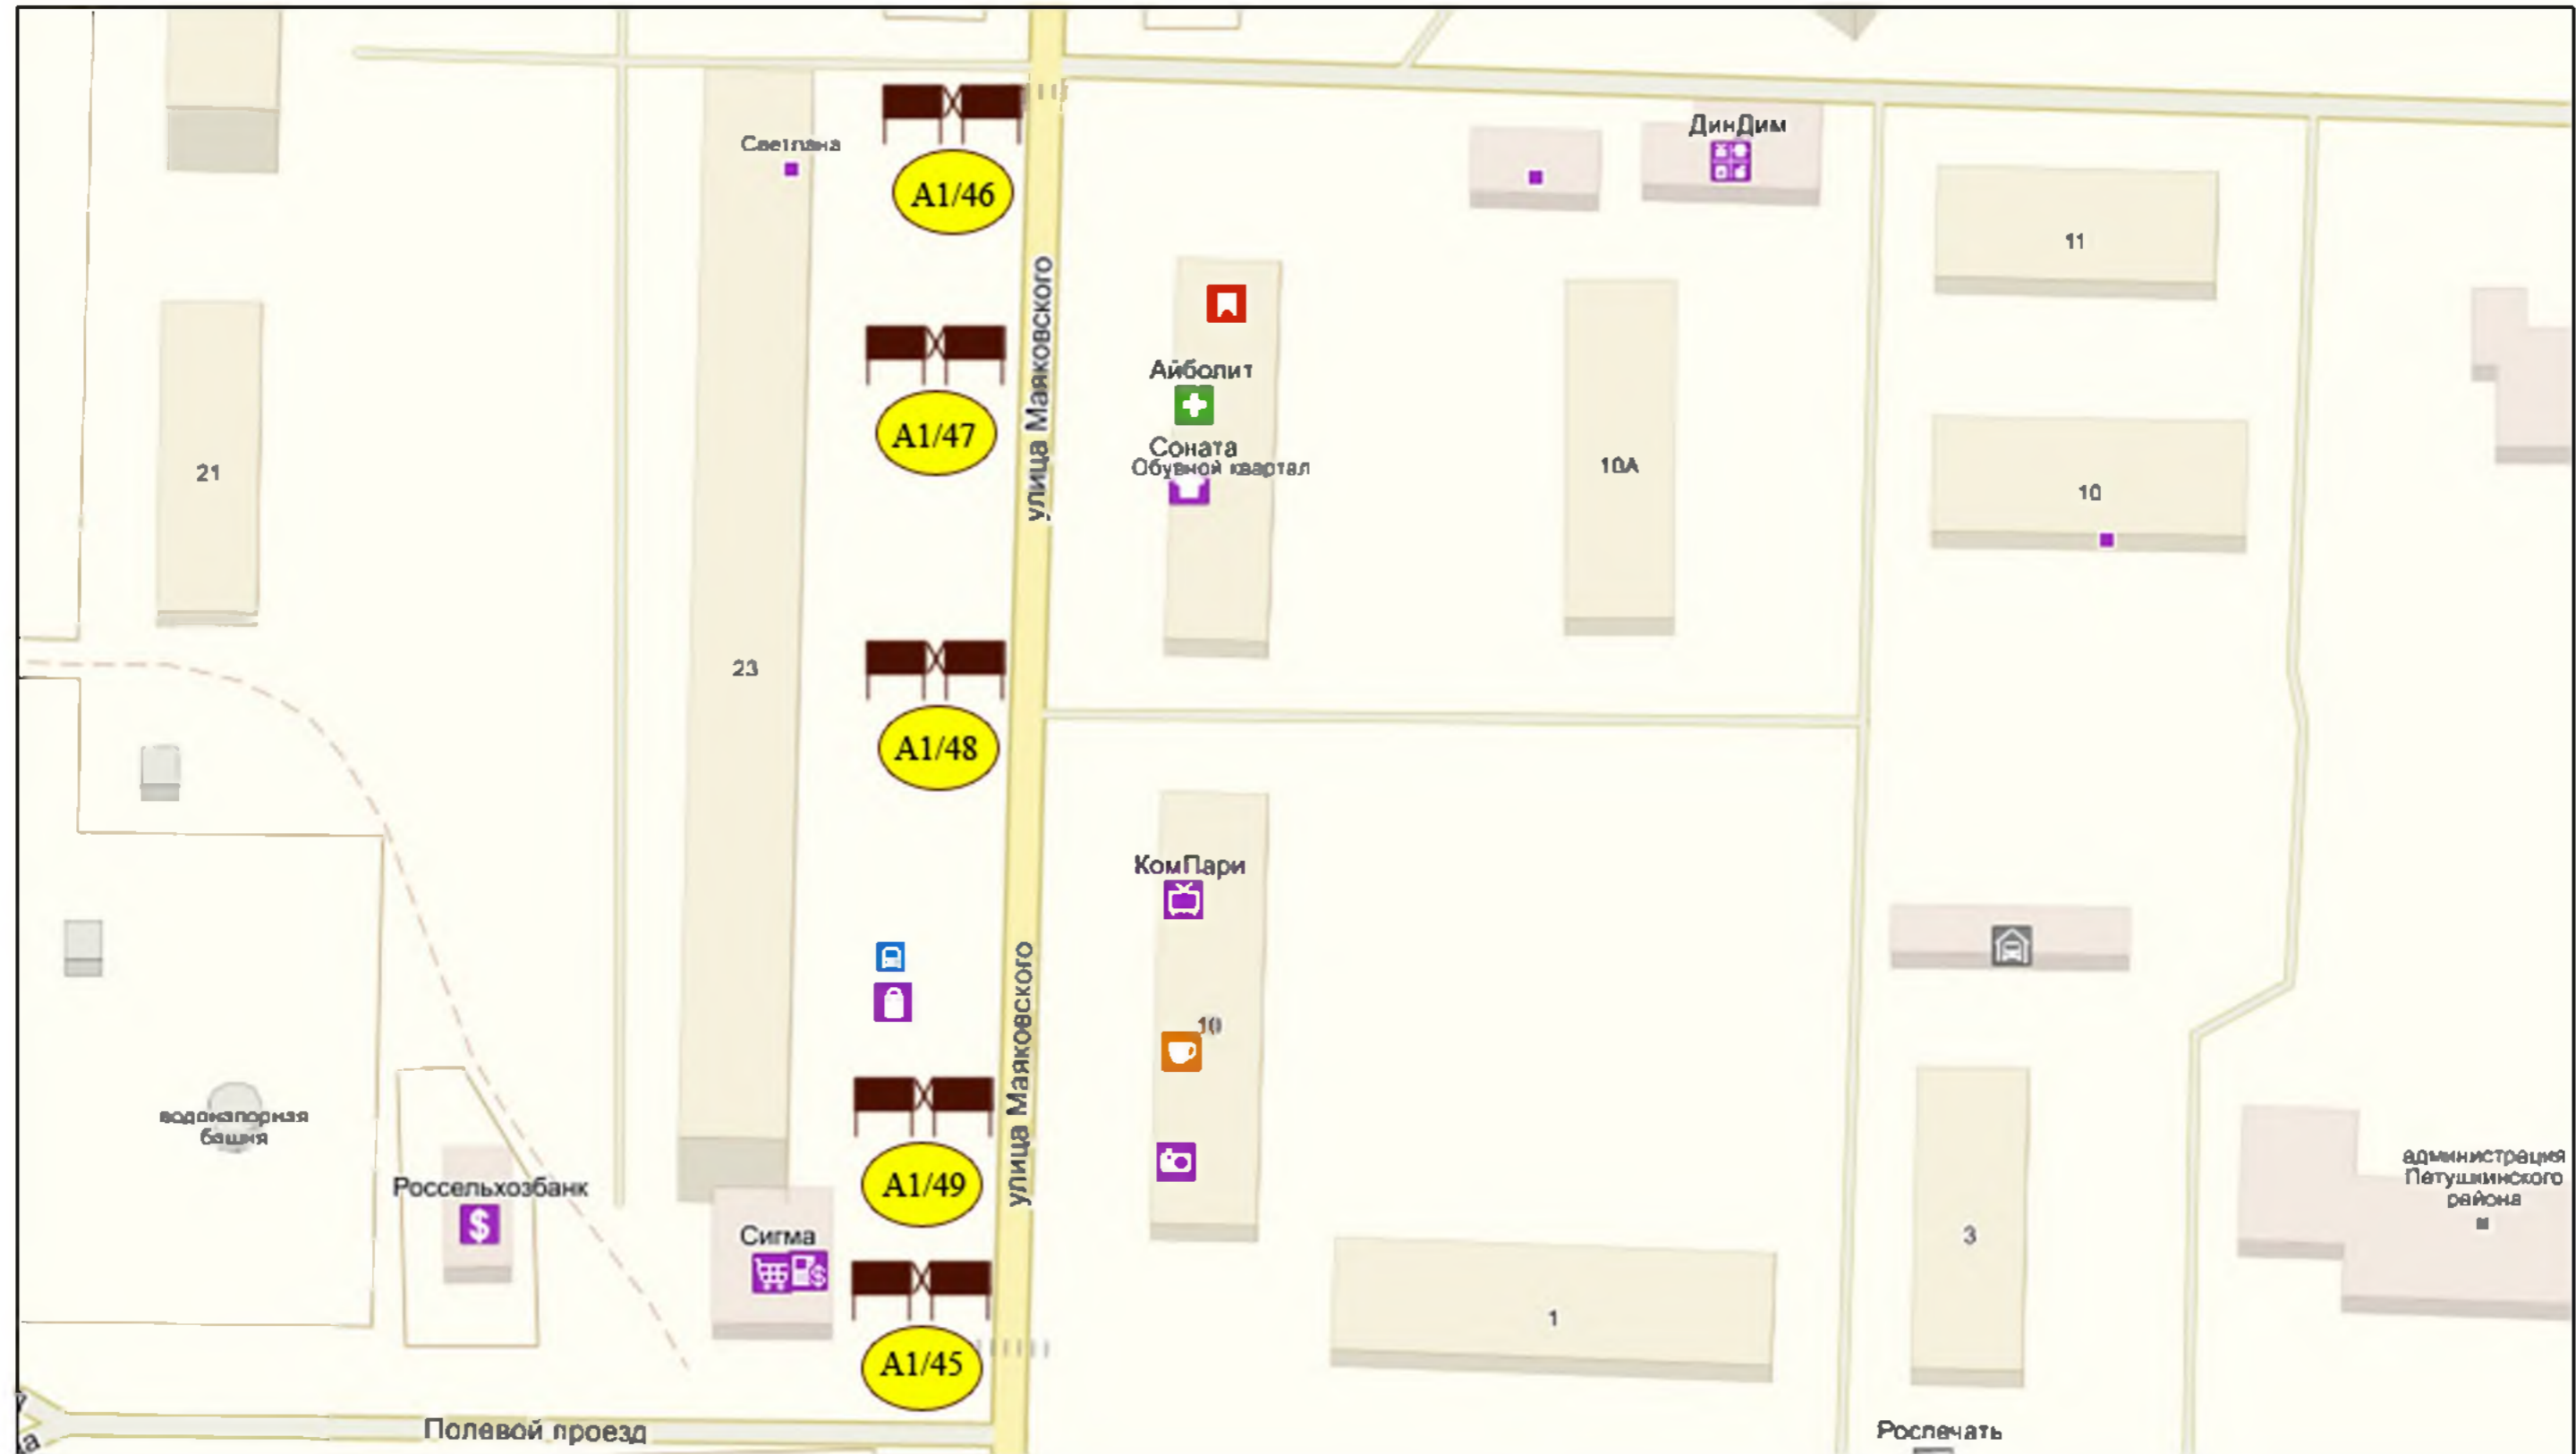 Светлана
A1/46
ДинДим
11
улица Маяковского
Айболит
A1/47
Соната
Обувной квартал
21
10А
10
23
A1/48
КомПари
улица Маяковского
10
водонапорная
башня
Россельхозбанк
A1/49
администрация
Петушинского
района
Сигма
3
1
A1/45
Полевой проезд
Роспечать